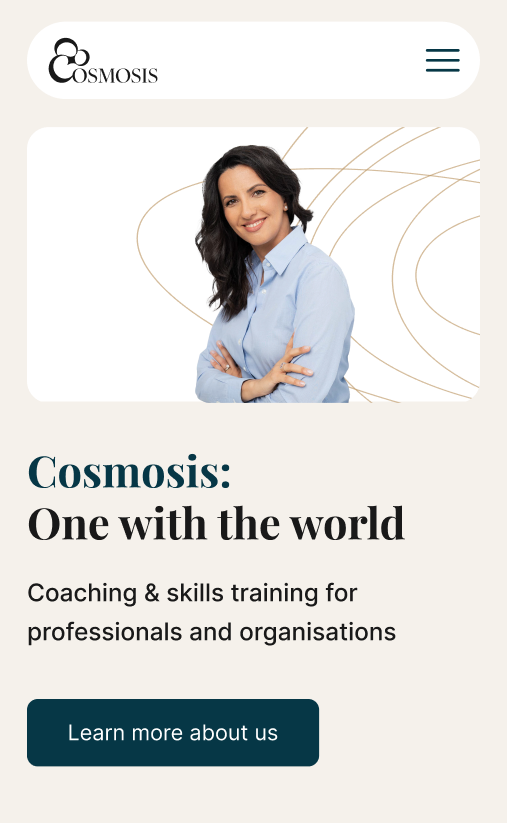 COSMOSIS
Cosmosis:
One with the world
Coaching & skills training for
professionals and organisations
Learn more about us